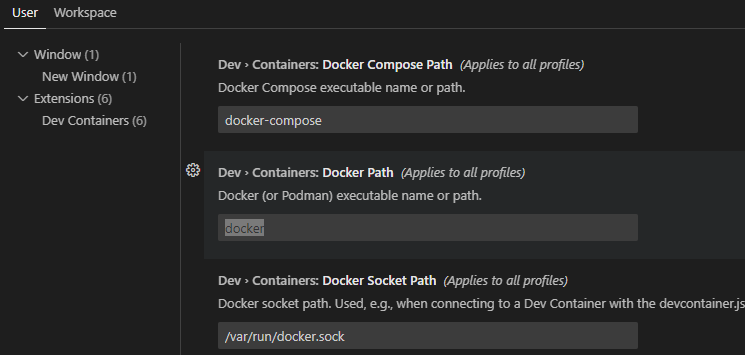 User Workspace
Window (1)
New Window (1)
Extensions (6)
Dev Containers (6)
Dev › Containers: Docker Compose Path (Applies to all profiles)
Docker Compose executable name or path.
docker-compose
Dev › Containers: Docker Path (Applies to all profiles)
Docker (or Podman) executable name or path.
docker
Dev › Containers: Docker Socket Path (Applies to all profiles)
Docker socket path. Used, e.g., when connecting to a Dev Container with the devcontainer.js
/var/run/docker.sock